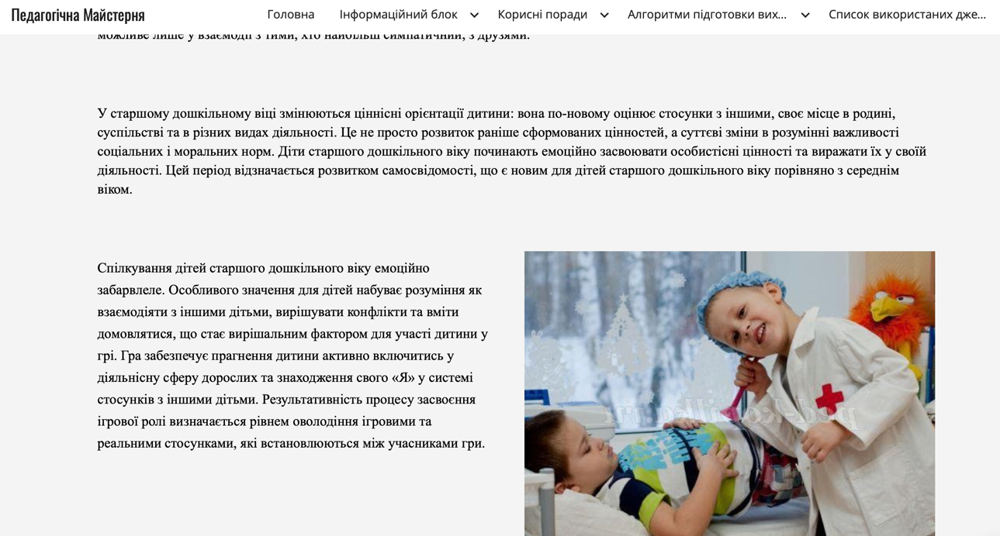 Педагогічна Майстерня
Головна
Інформаційний блок
Корисні поради
Алгоритми підготовки вих...
Список використаних дже...
можливе лише у взаємодії з тими, хто найбільш симпатичний, з друзями.
У старшому дошкільному віці змінюються ціннісні орієнтації дитини: вона по-новому оцінює стосунки з іншими, своє місце в родині,
суспільстві та в різних видах діяльності. Це не просто розвиток раніше сформованих цінностей, а суттєві зміни в розумінні важливості
соціальних і моральних норм. Діти старшого дошкільного віку починають емоційно засвоювати особистісні цінності та виражати їх у своїй
діяльності. Цей період відзначається розвитком самосвідомості, що є новим для дітей старшого дошкільного віку порівняно з середнім
віком.
Спілкування дітей старшого дошкільного віку емоційно
забарвлеле. Особливого значення для дітей набуває розуміння як
взаємодіяти з іншими дітьми, вирішувати конфлікти та вміти
домовлятися, що стає вирішальним фактором для участі дитини у
грі. Гра забезпечує прагнення дитини активно включитись у
діяльнісну сферу дорослих та знаходження свого «Я» у системі
стосунків з іншими дітьми. Результативність процесу засвоєння
ігрової ролі визначається рівнем оволодіння ігровими та
реальними стосунками, які встановлюються між учасниками гри.